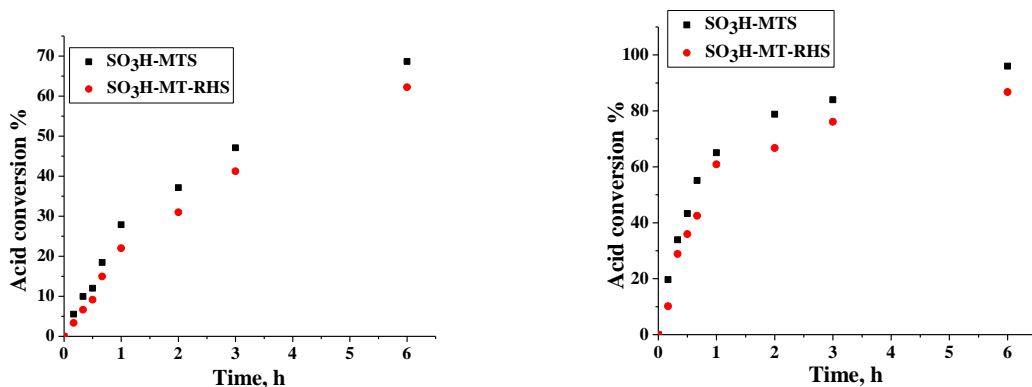 SO3H-MTS
SO3H-MT-RHS
Acid conversion %
70
60
50
40
30
20
10
0
0 1 2 3 4 5 6
Time, h
SO3H-MTS
SO3H-MT-RHS
Acid conversion %
100
80
60
40
20
0
0 1 2 3 4 5 6
Time, h